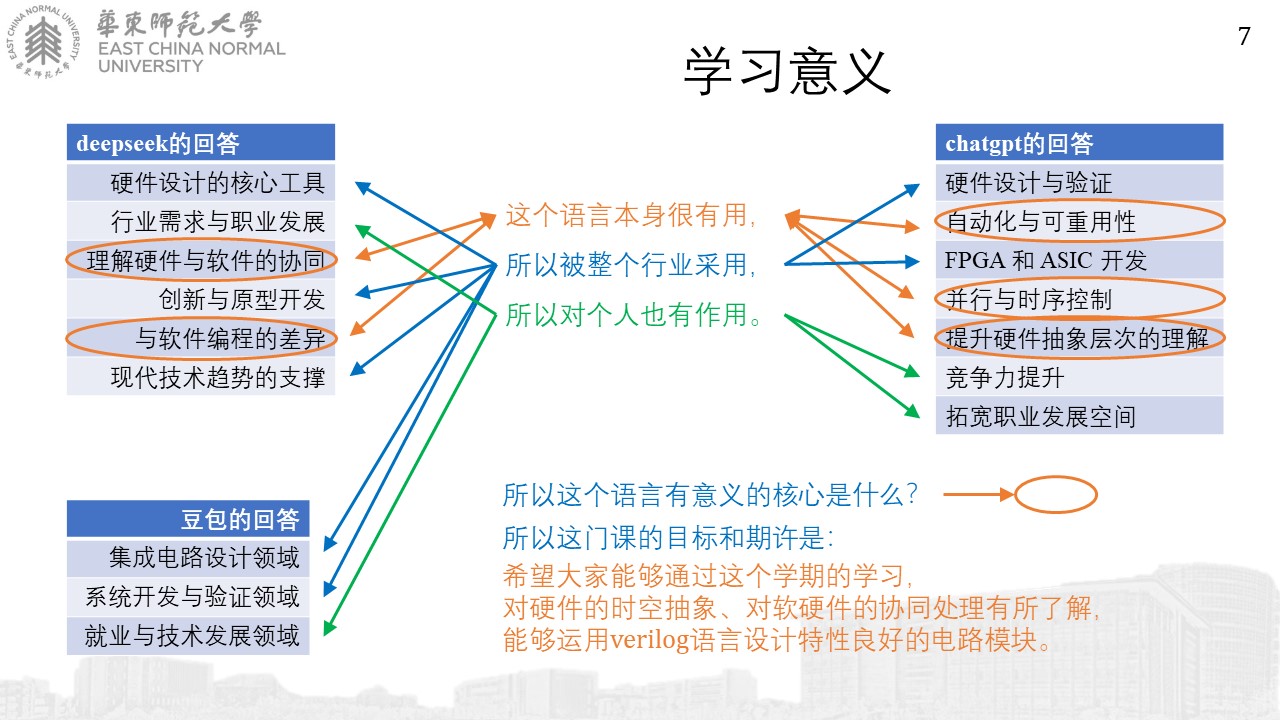 EAST CHINA NORMAL UNIVERSITY
華東师范大學
華東师范大學
EAST CHINA NORMAL
UNIVERSITY
7
学习意义
deepseek的回答
硬件设计的核心工具
行业需求与职业发展
理解硬件与软件的协同
创新与原型开发
与软件编程的差异
现代技术趋势的支撑
这个语言本身很有用，
所以被整个行业采用，
所以对个人也有作用。
chatgpt的回答
硬件设计与验证
自动化与可重用性
FPGA 和 ASIC 开发
并行与时序控制
提升硬件抽象层次的理解
竞争力提升
拓宽职业发展空间
豆包的回答
集成电路设计领域
系统开发与验证领域
就业与技术发展领域
所以这个语言有意义的核心是什么？
所以这门课的目标和期许是：
希望大家能够通过这个学期的学习，
对硬件的时空抽象、对软硬件的协同处理有所了解，
能够运用verilog语言设计特性良好的电路模块。